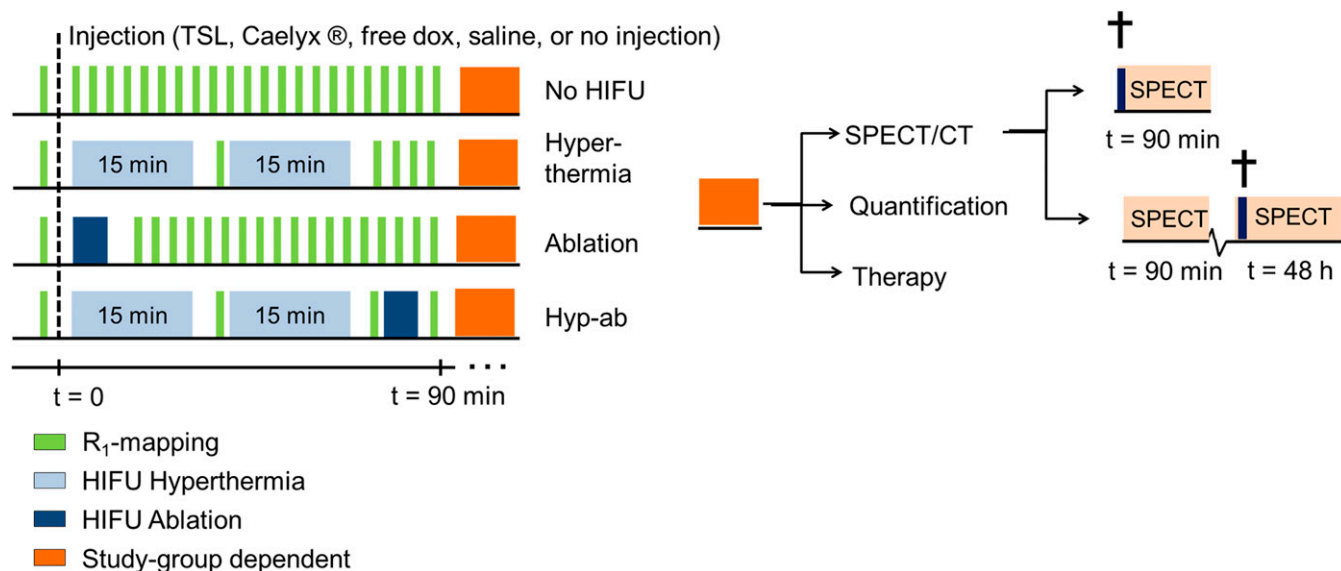 Injection (TSL, Caelyx ®, free dox, saline, or no injection)
No HIFU
15 min
15 min
Hyper-
thermia
Ablation
15 min
15 min
Hyp-ab
t = 0
t = 90 min
...
R₁-mapping
HIFU Hyperthermia
HIFU Ablation
Study-group dependent
SPECT/CT
Quantification
Therapy
SPECT
t = 90 min
SPECT
SPECT
t = 90 min
t = 48 h